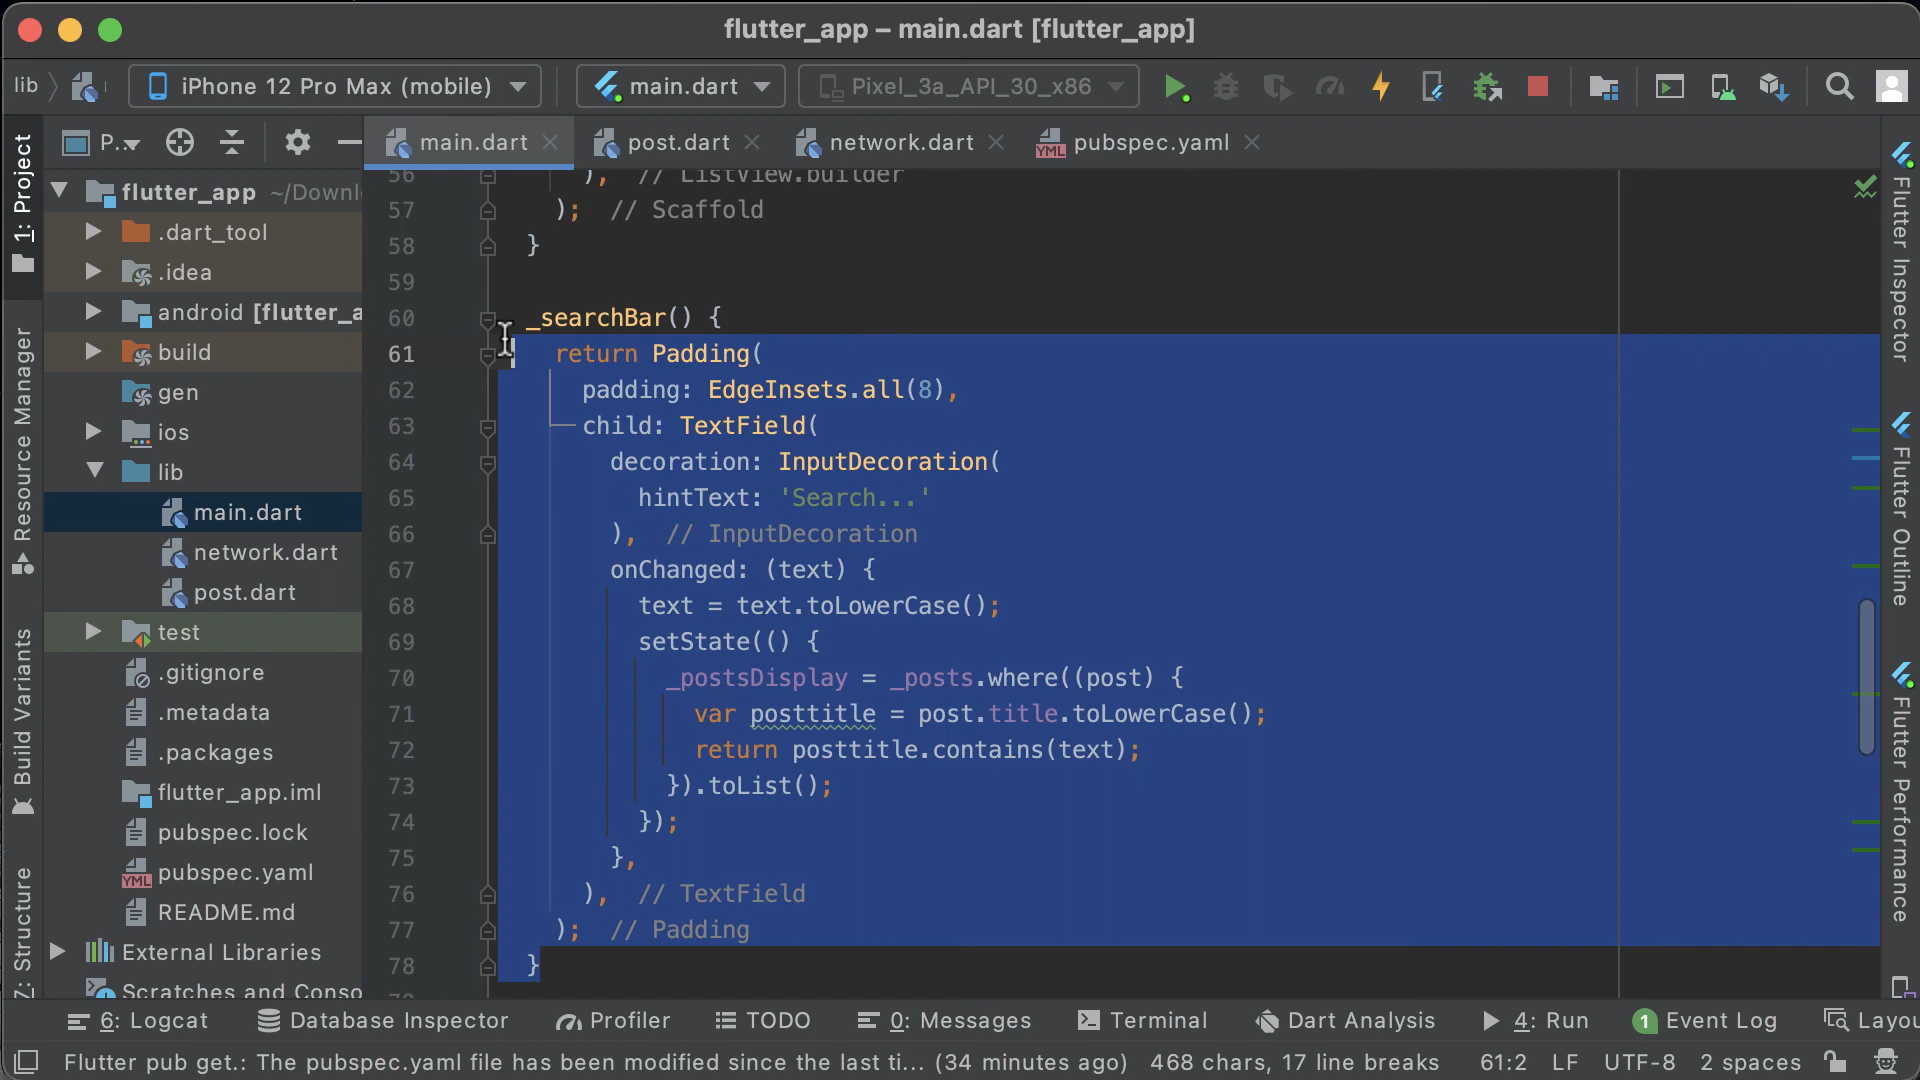 flutter_app – main.dart [flutter_app]
lib
iPhone 12 Pro Max (mobile)
main.dart
Pixel_3a_API_30_x86
P...
main.dart
post.dart
network.dart
pubspec.yaml
1: Project
Resource Manager
Build Variants
7: Structure
flutter_app ~/Downl
.dart_tool
.idea
android [flutter_a
build
gen
ios
lib
main.dart
network.dart
post.dart
test
.gitignore
.metadata
.packages
flutter_app.iml
pubspec.lock
pubspec.yaml
README.md
External Libraries
Scratches and Conso
56 ), // ListView.builder
57 ); // Scaffold
58 }
59
60 _searchBar() {
61 return Padding(
62 padding: EdgeInsets.all(8),
63 child: TextField(
64 decoration: InputDecoration(
65 hintText: 'Search...'
66 ), // InputDecoration
67 onChanged: (text) {
68 text = text.toLowerCase();
69 setState(() {
70 _postsDisplay = _posts.where((post) {
71 var posttitle = post.title.toLowerCase();
72 return posttitle.contains(text);
73 }).toList();
74 });
75 },
76 ), // TextField
77 ); // Padding
78 }
Flutter Inspector
Flutter Outline
Flutter Performance
6: Logcat
Database Inspector
Profiler
TODO
0: Messages
Terminal
Dart Analysis
4: Run
1 Event Log
Layou
Flutter pub get.: The pubspec.yaml file has been modified since the last ti... (34 minutes ago)
468 chars, 17 line breaks
61:2
LF
UTF-8
2 spaces